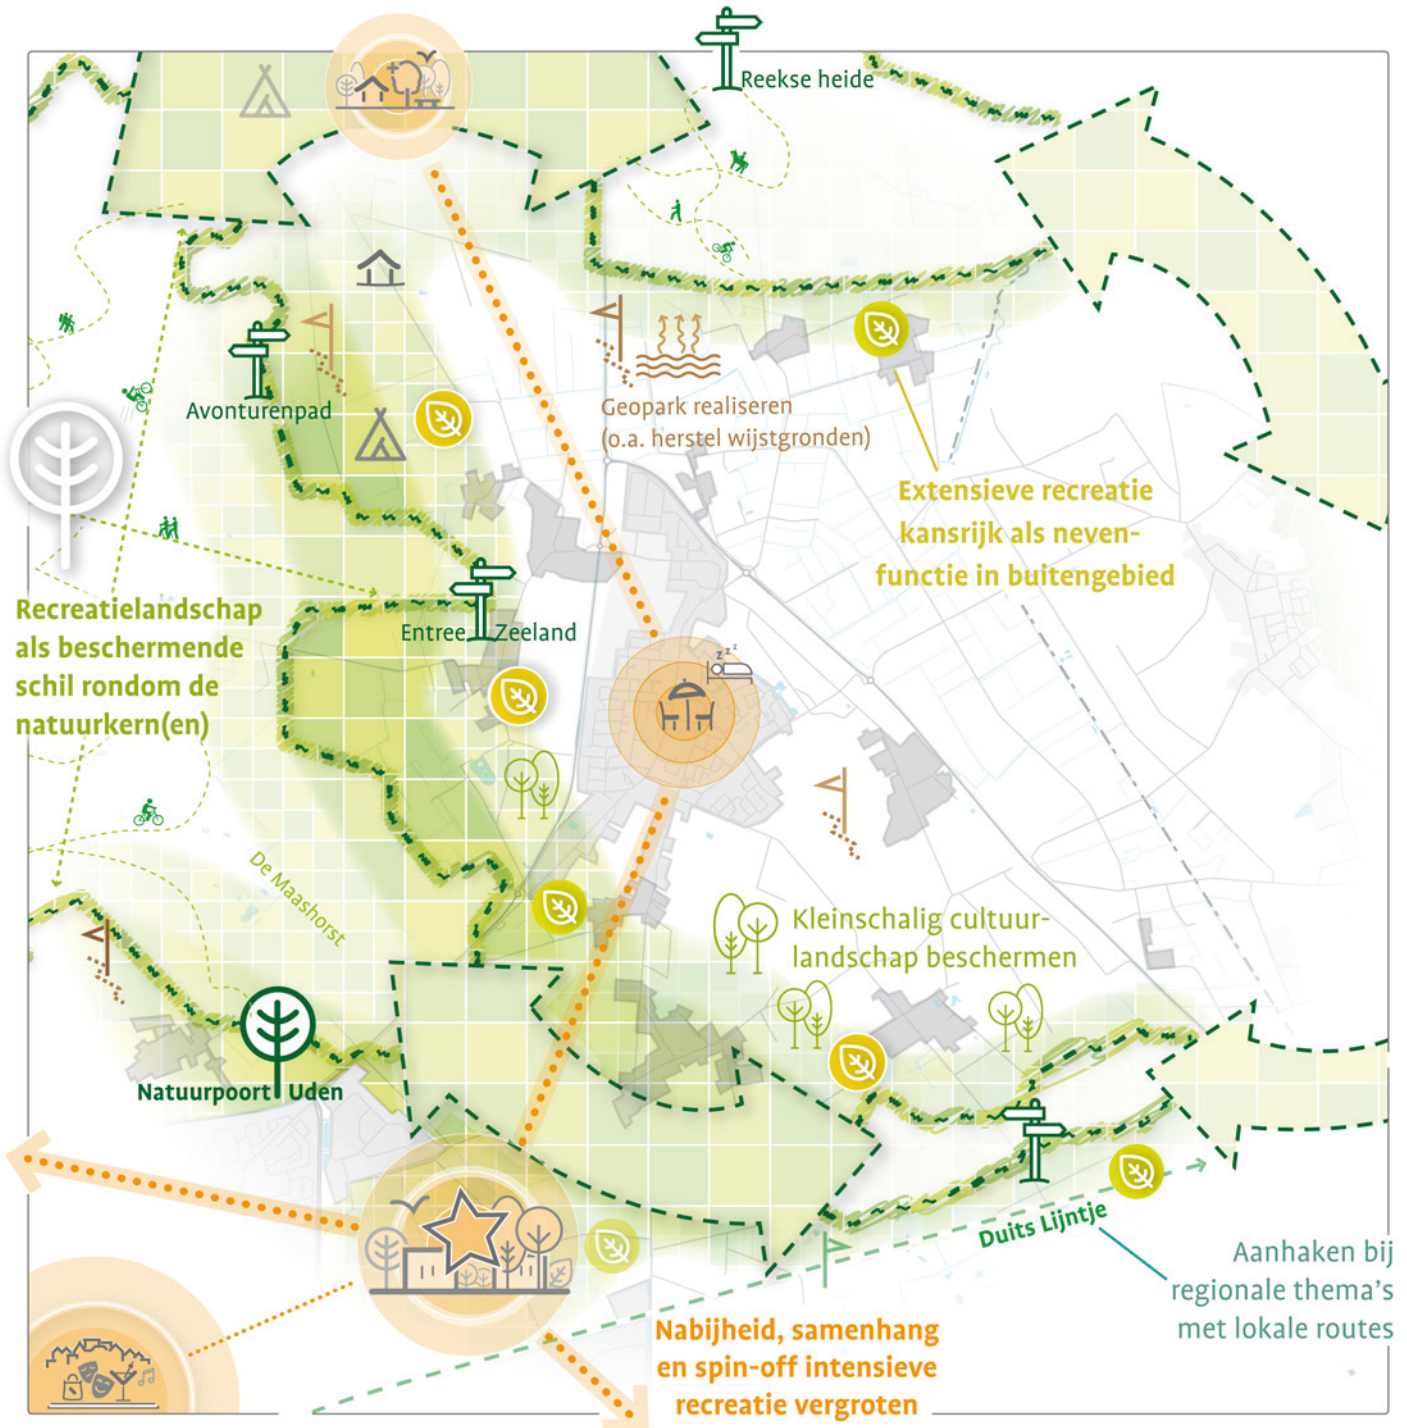 Reekse heide
Avonturenpad
Geopark realiseren
(o.a. herstel wijstgronden)
Extensieve recreatie
kansrijk als neven-
functie in buitengebied
Recreatielandschap
als beschermende
schil rondom de
natuurkern(en)
Entree Zeeland
z z z
De Maashorst
Kleinschalig cultuur-
landschap beschermen
Natuurpoort Uden
Duits Lijntje
Aanhaken bij
regionale thema's
met lokale routes
Nabijheid, samenhang
en spin-off intensieve
recreatie vergroten